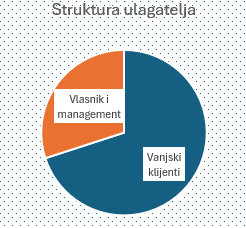 Struktura ulagatelja
Vlasnik i
management
Vanjski
klijenti